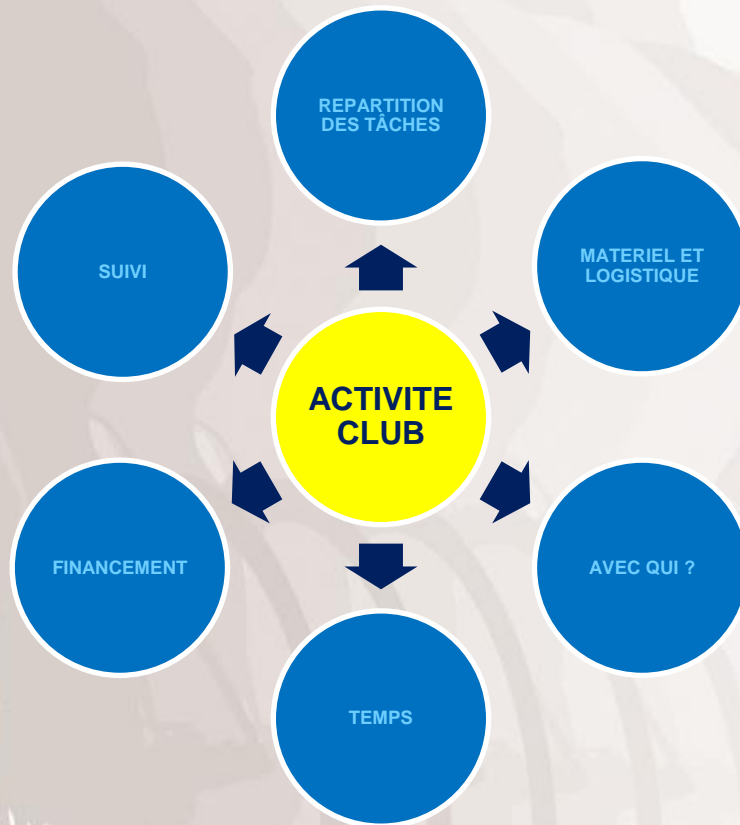 REPARTITION
DES TÂCHES
SUIVI
MATERIEL ET
LOGISTIQUE
ACTIVITE
CLUB
FINANCEMENT
AVEC QUI ?
TEMPS